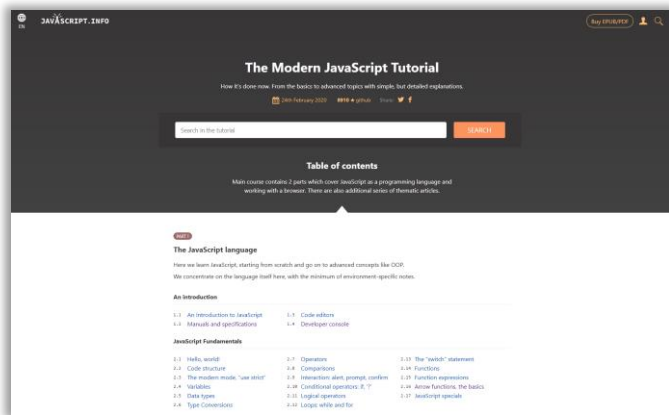 EN
JAVASCRIPT.INFO
Buy EPUB/PDF
The Modern JavaScript Tutorial
How it's done now. From the basics to advanced topics with simple, but detailed explanations.
24th February 2020 github Share:
Search in the tutorial
SEARCH
Table of contents
Main course contains 2 parts which cover JavaScript as a programming language and
working with a browser. There are also additional series of thematic articles.
PART 1
The JavaScript language
Here we learn JavaScript, starting from scratch and go on to advanced concepts like OOP.
We concentrate on the language itself here, with the minimum of environment-specific notes.
An introduction
1.1 An Introduction to JavaScript
1.2 Manuals and specifications
1.3 Code editors
1.4 Developer console
JavaScript Fundamentals
2.1 Hello, world!
2.2 Code structure
2.3 The modern mode, "use strict"
2.4 Variables
2.5 Data types
2.6 Type Conversions
2.7 Operators
2.8 Comparisons
2.9 Interaction: alert, prompt, confirm
2.10 Conditional operators: if, '?'
2.11 Logical operators
2.12 Loops: while and for
2.13 The "switch" statement
2.14 Functions
2.15 Function expressions
2.16 Arrow functions, the basics
2.17 JavaScript specials